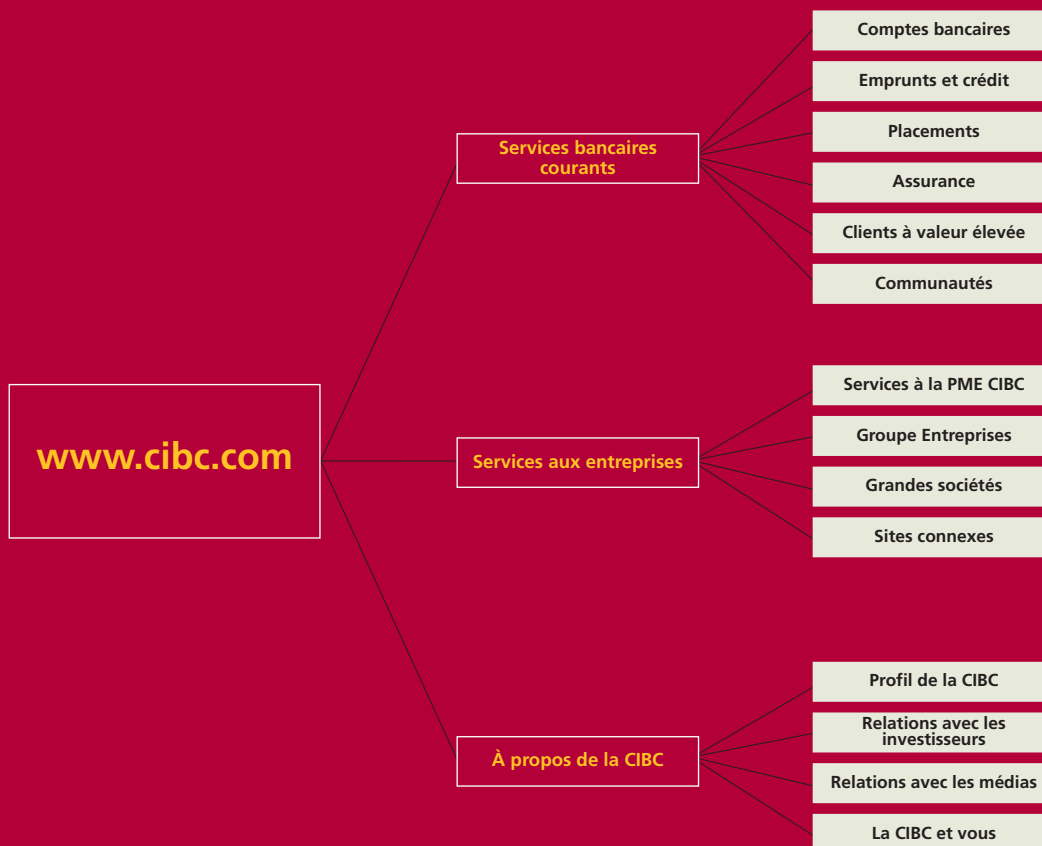 www.cibc.com
Services bancaires
courants
Comptes bancaires
Emprunts et crédit
Placements
Assurance
Clients à valeur élevée
Communautés
Services aux entreprises
Services à la PME CIBC
Groupe Entreprises
Grandes sociétés
Sites connexes
À propos de la CIBC
Profil de la CIBC
Relations avec les
investisseurs
Relations avec les médias
La CIBC et vous